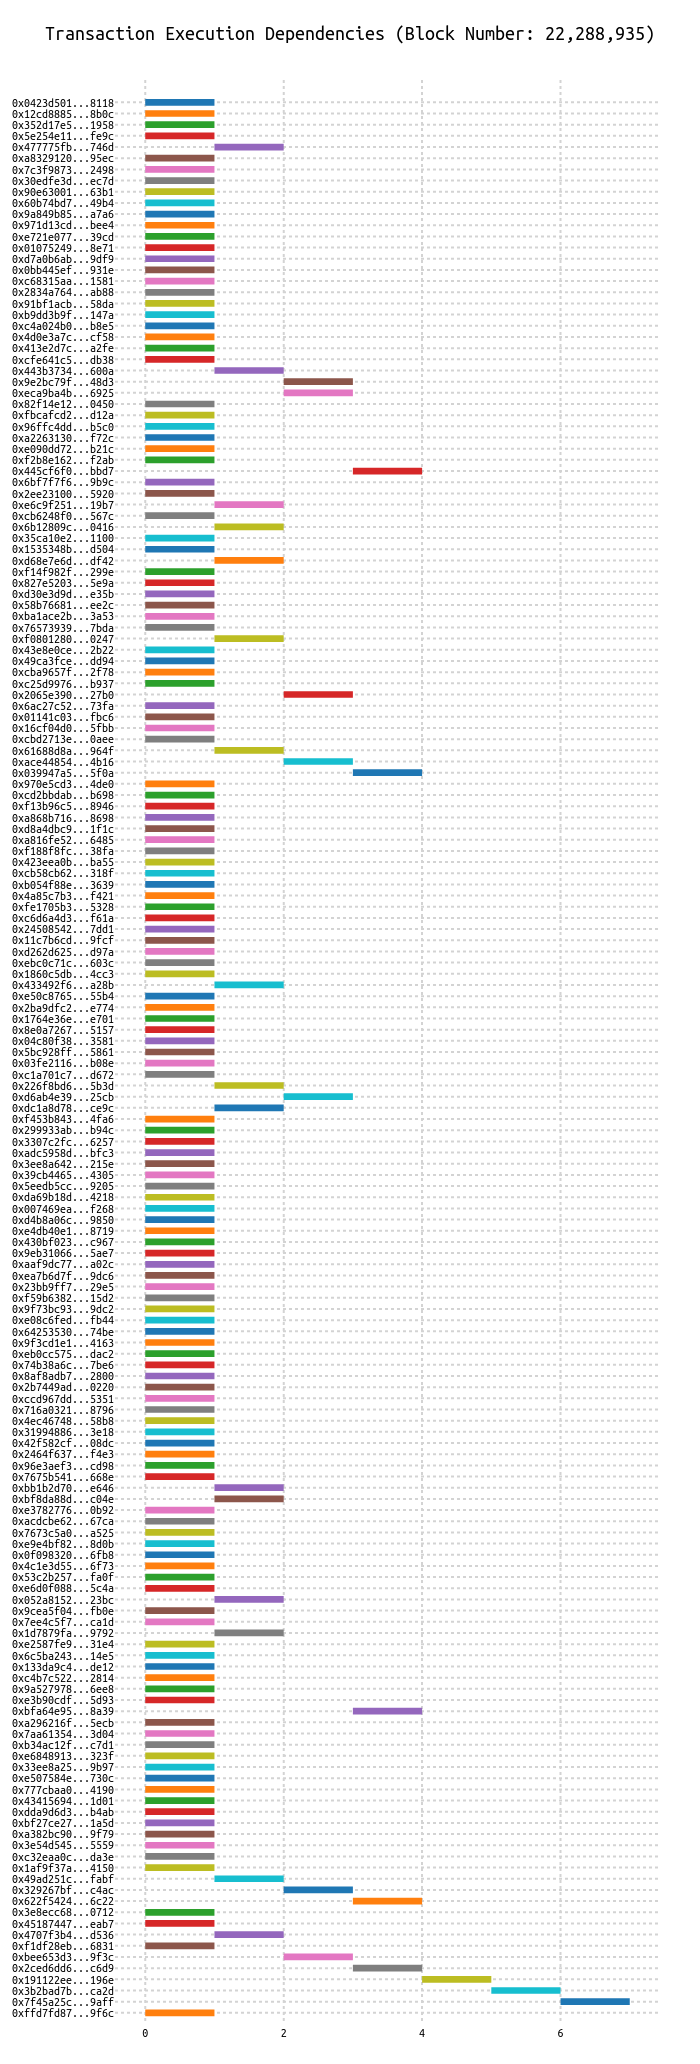 Transaction Execution Dependencies (Block Number: 22,288,935)
0x0423d501...8118
0x12cd8885...8b0c
0x352d17e5...1958
0x5e254e11...fe9c
0x477775fb...746d
0xa8329120...95ec
0x7c3f9873...2498
0x30edfe3d...ec7d
0x90e63001...63b1
0x60b74bd7...49b4
0x9a849b85...a7a6
0x971d13cd...bee4
0xe721e077...39cd
0x01075249...8e71
0xd7a0b6ab...9df9
0x0bb445ef...931e
0xc68315aa...1581
0x2834a764...ab88
0x91bf1acb...58da
0xb9dd3b9f...147a
0xc4a024b0...b8e5
0x4d0e3a7c...cf58
0x413e2d7c...a2fe
0xcfe641c5...db38
0x443b3734...600a
0x9e2bc79f...48d3
0xeca9ba4b...6925
0x82f14e12...0450
0xfbcafcd2...d12a
0x96ffc4dd...b5c0
0xa2263130...f72c
0xe090dd72...b21c
0xf2b8e162...f2ab
0x445cf6f0...bbd7
0x6bf7f7f6...9b9c
0x2ee23100...5920
0xe6c9f251...19b7
0xcb6248f0...567c
0x6b12809c...0416
0x35ca10e2...1100
0x1535348b...d504
0xd68e7e6d...df42
0xf14f982f...299e
0x827e5203...5e9a
0xd30e3d9d...e35b
0x58b76681...ee2c
0xba1ace2b...3a53
0x76573939...7bda
0xf0801280...0247
0x43e8e0ce...2b22
0x49ca3fce...dd94
0xcba9657f...2f78
0xc25d9976...b937
0x2065e390...27b0
0x6ac27c52...73fa
0x01141c03...fbc6
0x16cf04d0...5fbb
0xcbd2713e...0aee
0x61688d8a...964f
0xace44854...4b16
0x039947a5...5f0a
0x970e5cd3...4de0
0xcd2bbdab...b698
0xf13b96c5...8946
0xa868b716...8698
0xd8a4dbc9...1f1c
0xa816fe52...6485
0xf188f8fc...38fa
0x423eea0b...ba55
0xcb58cb62...318f
0xb054f88e...3639
0x4a85c7b3...f421
0xfe1705b3...5328
0xc6d6a4d3...f61a
0x24508542...7dd1
0x11c7b6cd...9fcf
0xd262d625...d97a
0xebc0c71c...603c
0x1860c5db...4cc3
0x433492f6...a28b
0xe50c8765...55b4
0x2ba9dfc2...e774
0x1764e36e...e701
0x8e0a7267...5157
0x04c80f38...3581
0x5bc928ff...5861
0x03fe2116...b08e
0xc1a701c7...d672
0x226f8bd6...5b3d
0xd6ab4e39...25cb
0xdc1a8d78...ce9c
0xf453b843...4fa6
0x299933ab...b94c
0x3307c2fc...6257
0xadc5958d...bfc3
0x3ee8a642...215e
0x39cb4465...4305
0x5eedb5cc...9205
0xda69b18d...4218
0x007469ea...f268
0xd4b8a06c...9850
0xe4db40e1...8719
0x430bf023...c967
0x9eb31066...5ae7
0xaaf9dc77...a02c
0xea7b6d7f...9dc6
0x23bb9ff7...29e5
0xf59b6382...15d2
0x9f73bc93...9dc2
0xe08c6fed...fb44
0x64253530...74be
0x9f3cd1e1...4163
0xeb0cc575...dac2
0x74b38a6c...7be6
0x8af8adb7...2800
0x2b7449ad...0220
0xccd967dd...5351
0x716a0321...8796
0x4ec46748...58b8
0x31994886...3e18
0x42f582cf...08dc
0x2464f637...f4e3
0x96e3aef3...cd98
0x7675b541...668e
0xbb1b2d70...e646
0xbf8da88d...c04e
0xe3782776...0b92
0xacdcbe62...67ca
0x7673c5a0...a525
0xe9e4bf82...8d0b
0x0f098320...6fb8
0x4c1e3d55...6f73
0x53c2b257...fa0f
0xe6d0f088...5c4a
0x052a8152...23bc
0x9cea5f04...fb0e
0x7ee4c5f7...ca1d
0x1d7879fa...9792
0xe2587fe9...31e4
0x6c5ba243...14e5
0x133da9c4...de12
0xc4b7c522...2814
0x9a527978...6ee8
0xe3b90cdf...5d93
0xbfa64e95...8a39
0xa296216f...5ecb
0x7aa61354...3d04
0xb34ac12f...c7d1
0xe6848913...323f
0x33ee8a25...9b97
0xe507584e...730c
0x777cbaa0...4190
0x43415694...1d01
0xdda9d6d3...b4ab
0xbf27ce27...1a5d
0xa382bc90...9f79
0x3e54d545...5559
0xc32eaa0c...da3e
0x1af9f37a...4150
0x49ad251c...fabf
0x329267bf...c4ac
0x622f5424...6c22
0x3e8ecc68...0712
0x45187447...eab7
0x4707f3b4...d536
0xf1df28eb...6831
0xbee653d3...9f3c
0x2ced6dd6...c6d9
0x191122ee...196e
0x3b2bad7b...ca2d
0x7f45a25c...9aff
0xffd7fd87...9f6c
0 2 4 6